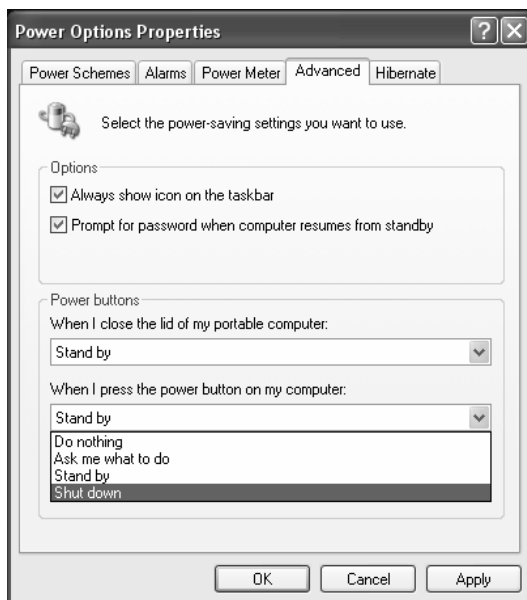 Power Options Properties
Power Schemes Alarms Power Meter Advanced Hibernate
Select the power-saving settings you want to use.
Options
Always show icon on the taskbar
Prompt for password when computer resumes from standby
Power buttons
When I close the lid of my portable computer:
Stand by
When I press the power button on my computer:
Stand by
Do nothing
Ask me what to do
Stand by
Shut down
OK Cancel Apply